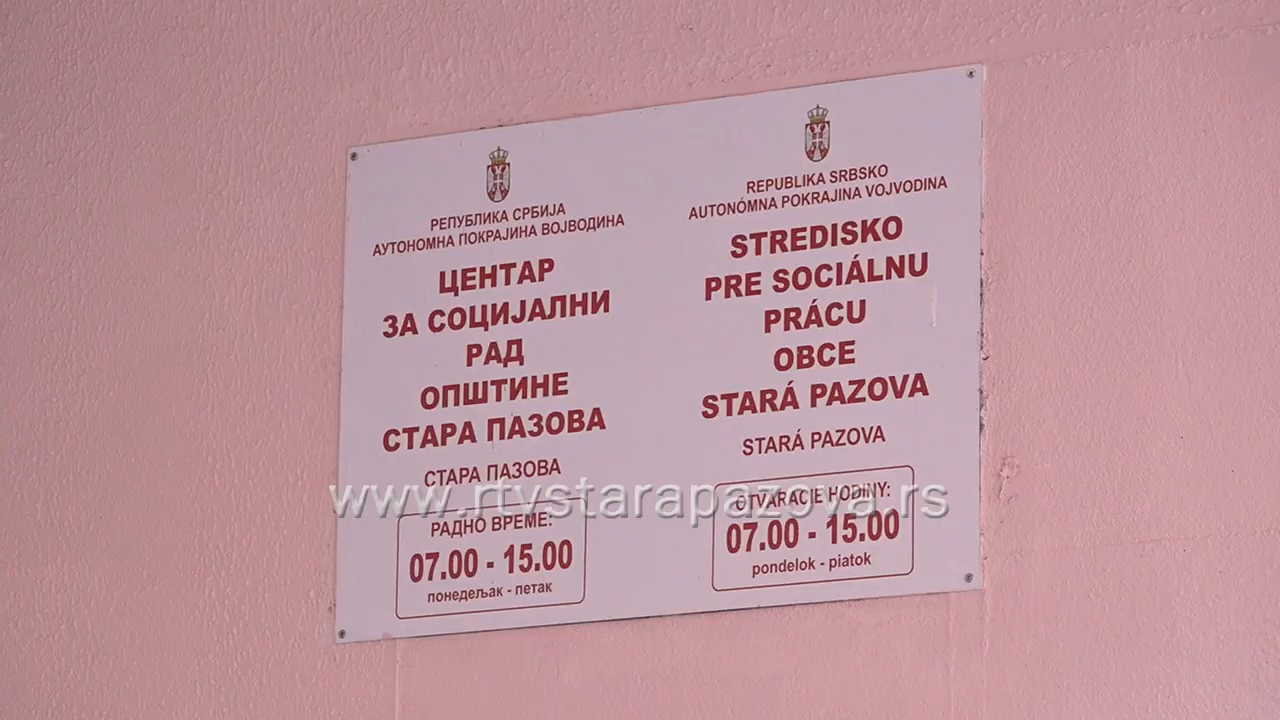 РЕПУБЛИКА СРБИЈА
АУТОНОМНА ПОКРАЈИНА ВОЈВОДИНА
ЦЕНТАР
ЗА СОЦИЈАЛНИ
РАД
ОПШТИНЕ
СТАРА ПАЗОВА
СТАРА ПАЗОВА
РАДНО ВРЕМЕ:
07.00 - 15.00
понедељак - петак
REPUBLIKA SRBSKO
AUTONÓMNA POKRAJINA VOJVODINA
STREDISKO
PRE SOCIÁLNU
PRÁCU
OBCE
STARÁ PAZOVA
STARÁ PAZOVA
OTVÁRACIE HODINY:
07.00 - 15.00
pondelok - piatok
www.rtvstarapazova.rs